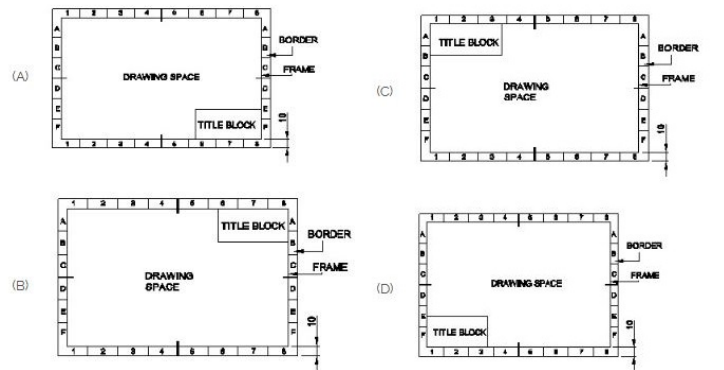 (A)
1 2 3 4 5 6 7 8
A A
B B
C C
D D
E E
F F
1 2 3 4 5 6 7 8
DRAWING SPACE
TITLE BLOCK
BORDER
FRAME
10
(B)
1 2 3 4 5 6 7 8
A A
B B
C C
D D
E E
F F
1 2 3 4 5 6 7 8
TITLE BLOCK
DRAWING
SPACE
BORDER
FRAME
10
(C)
1 2 3 4 5 6 7 8
A A
B B
C C
D D
E E
F F
1 2 3 4 5 6 7 8
TITLE BLOCK
DRAWING
SPACE
BORDER
FRAME
10
(D)
1 2 3 4 5 6 7 8
A A
B B
C C
D D
E E
F F
1 2 3 4 5 6 7 8
DRAWING SPACE
TITLE BLOCK
BORDER
FRAME
10